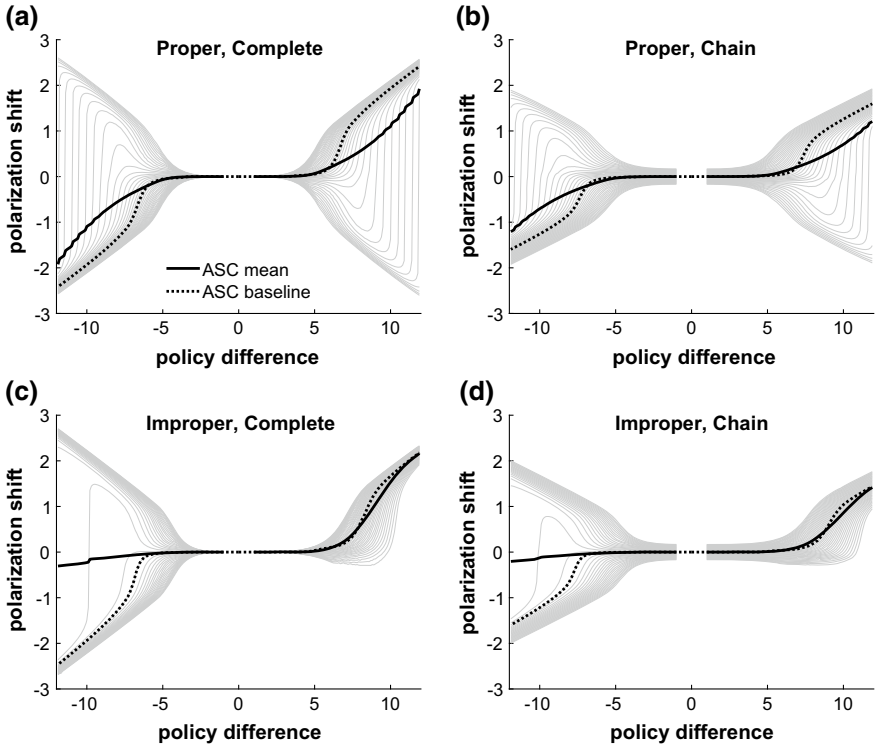 (a)
Proper, Complete
3
2
1
0
-1
-2
-3
polarization shift
ASC mean
ASC baseline
-10 -5 0 5 10
policy difference
(b)
Proper, Chain
3
2
1
0
-1
-2
-3
polarization shift
-10 -5 0 5 10
policy difference
(c)
Improper, Complete
3
2
1
0
-1
-2
-3
polarization shift
-10 -5 0 5 10
policy difference
(d)
Improper, Chain
3
2
1
0
-1
-2
-3
polarization shift
-10 -5 0 5 10
policy difference